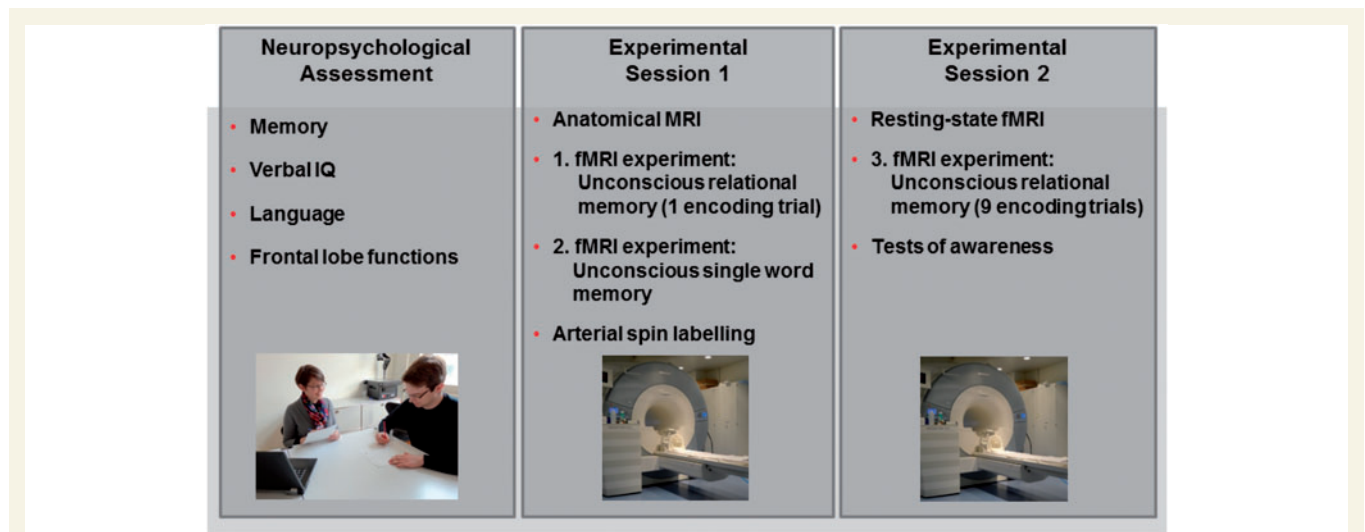 Neuropsychological
Assessment
• Memory
• Verbal IQ
• Language
• Frontal lobe functions
Experimental
Session 1
• Anatomical MRI
• 1. fMRI experiment:
Unconscious relational
memory (1 encoding trial)
• 2. fMRI experiment:
Unconscious single word
memory
• Arterial spin labelling
Experimental
Session 2
• Resting-state fMRI
• 3. fMRI experiment:
Unconscious relational
memory (9 encoding trials)
• Tests of awareness